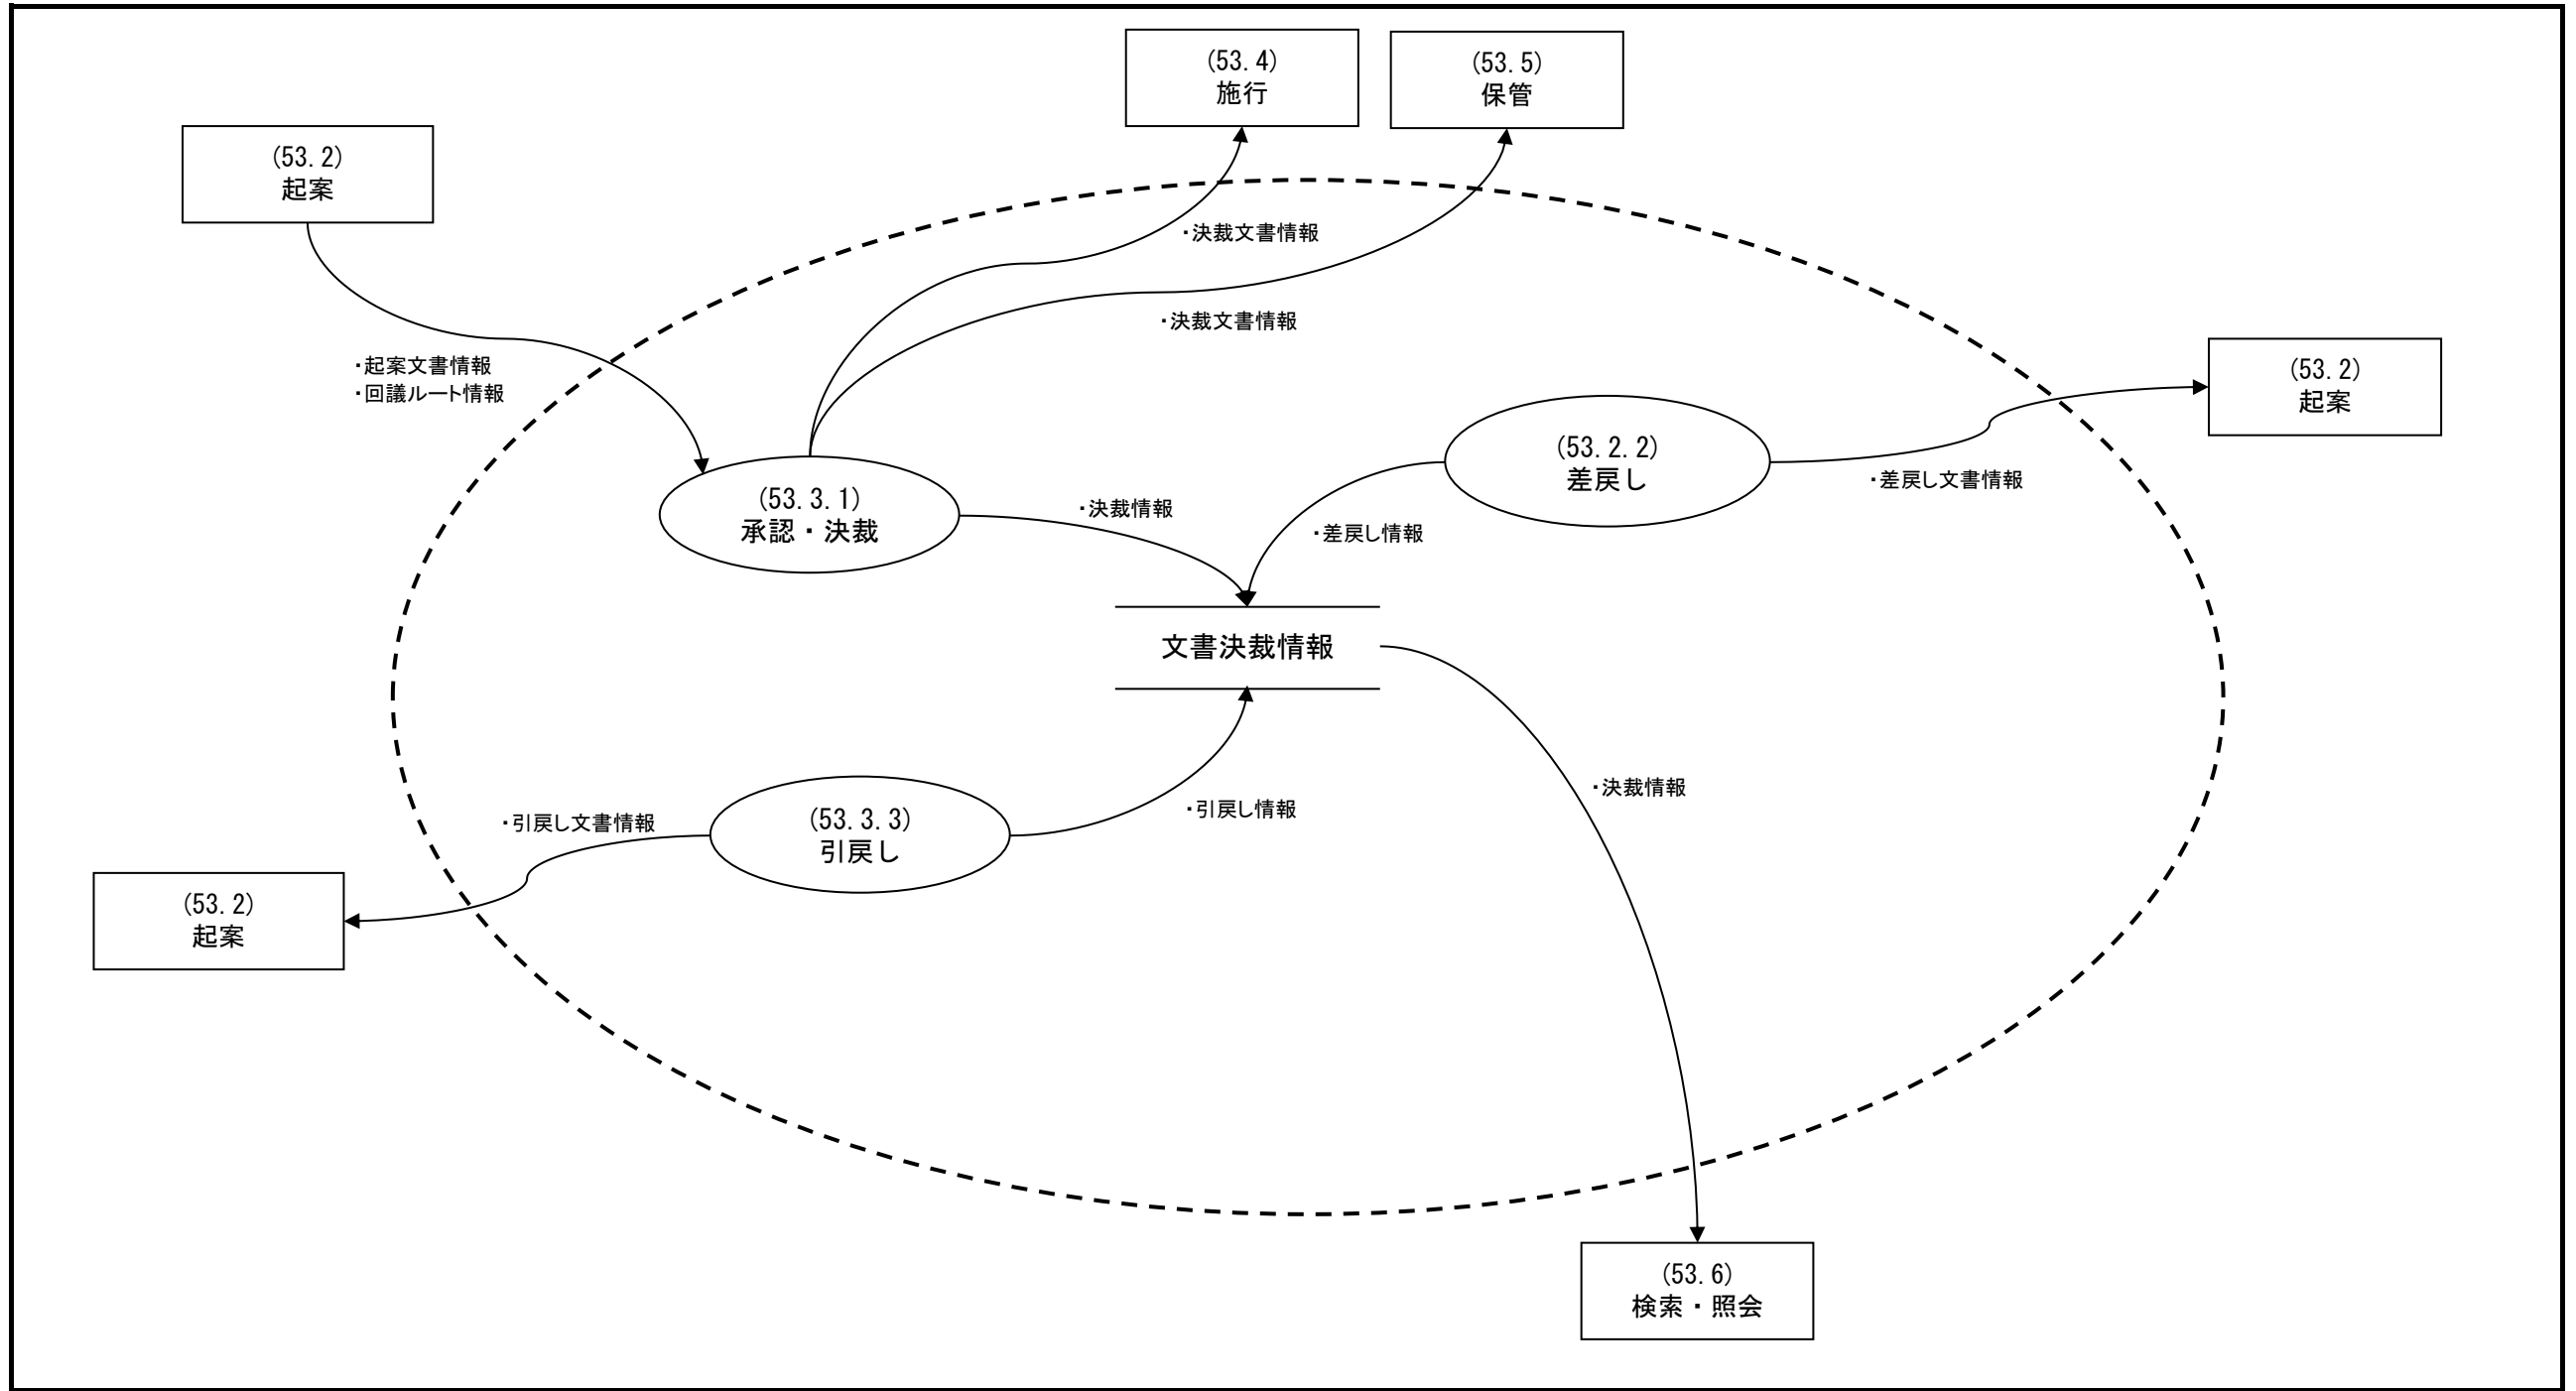 (53.4)
施行
(53.5)
保管
(53.2)
起案
・決裁文書情報
・決裁文書情報
・起案文書情報
・回議ルート情報
(53.2)
起案
(53.2.2)
差戻し
・差戻し文書情報
(53.3.1)
承認・決裁
・決裁情報
・差戻し情報
文書決裁情報
・決裁情報
(53.3.3)
引戻し
・引戻し情報
・引戻し文書情報
(53.2)
起案
(53.6)
検索・照会